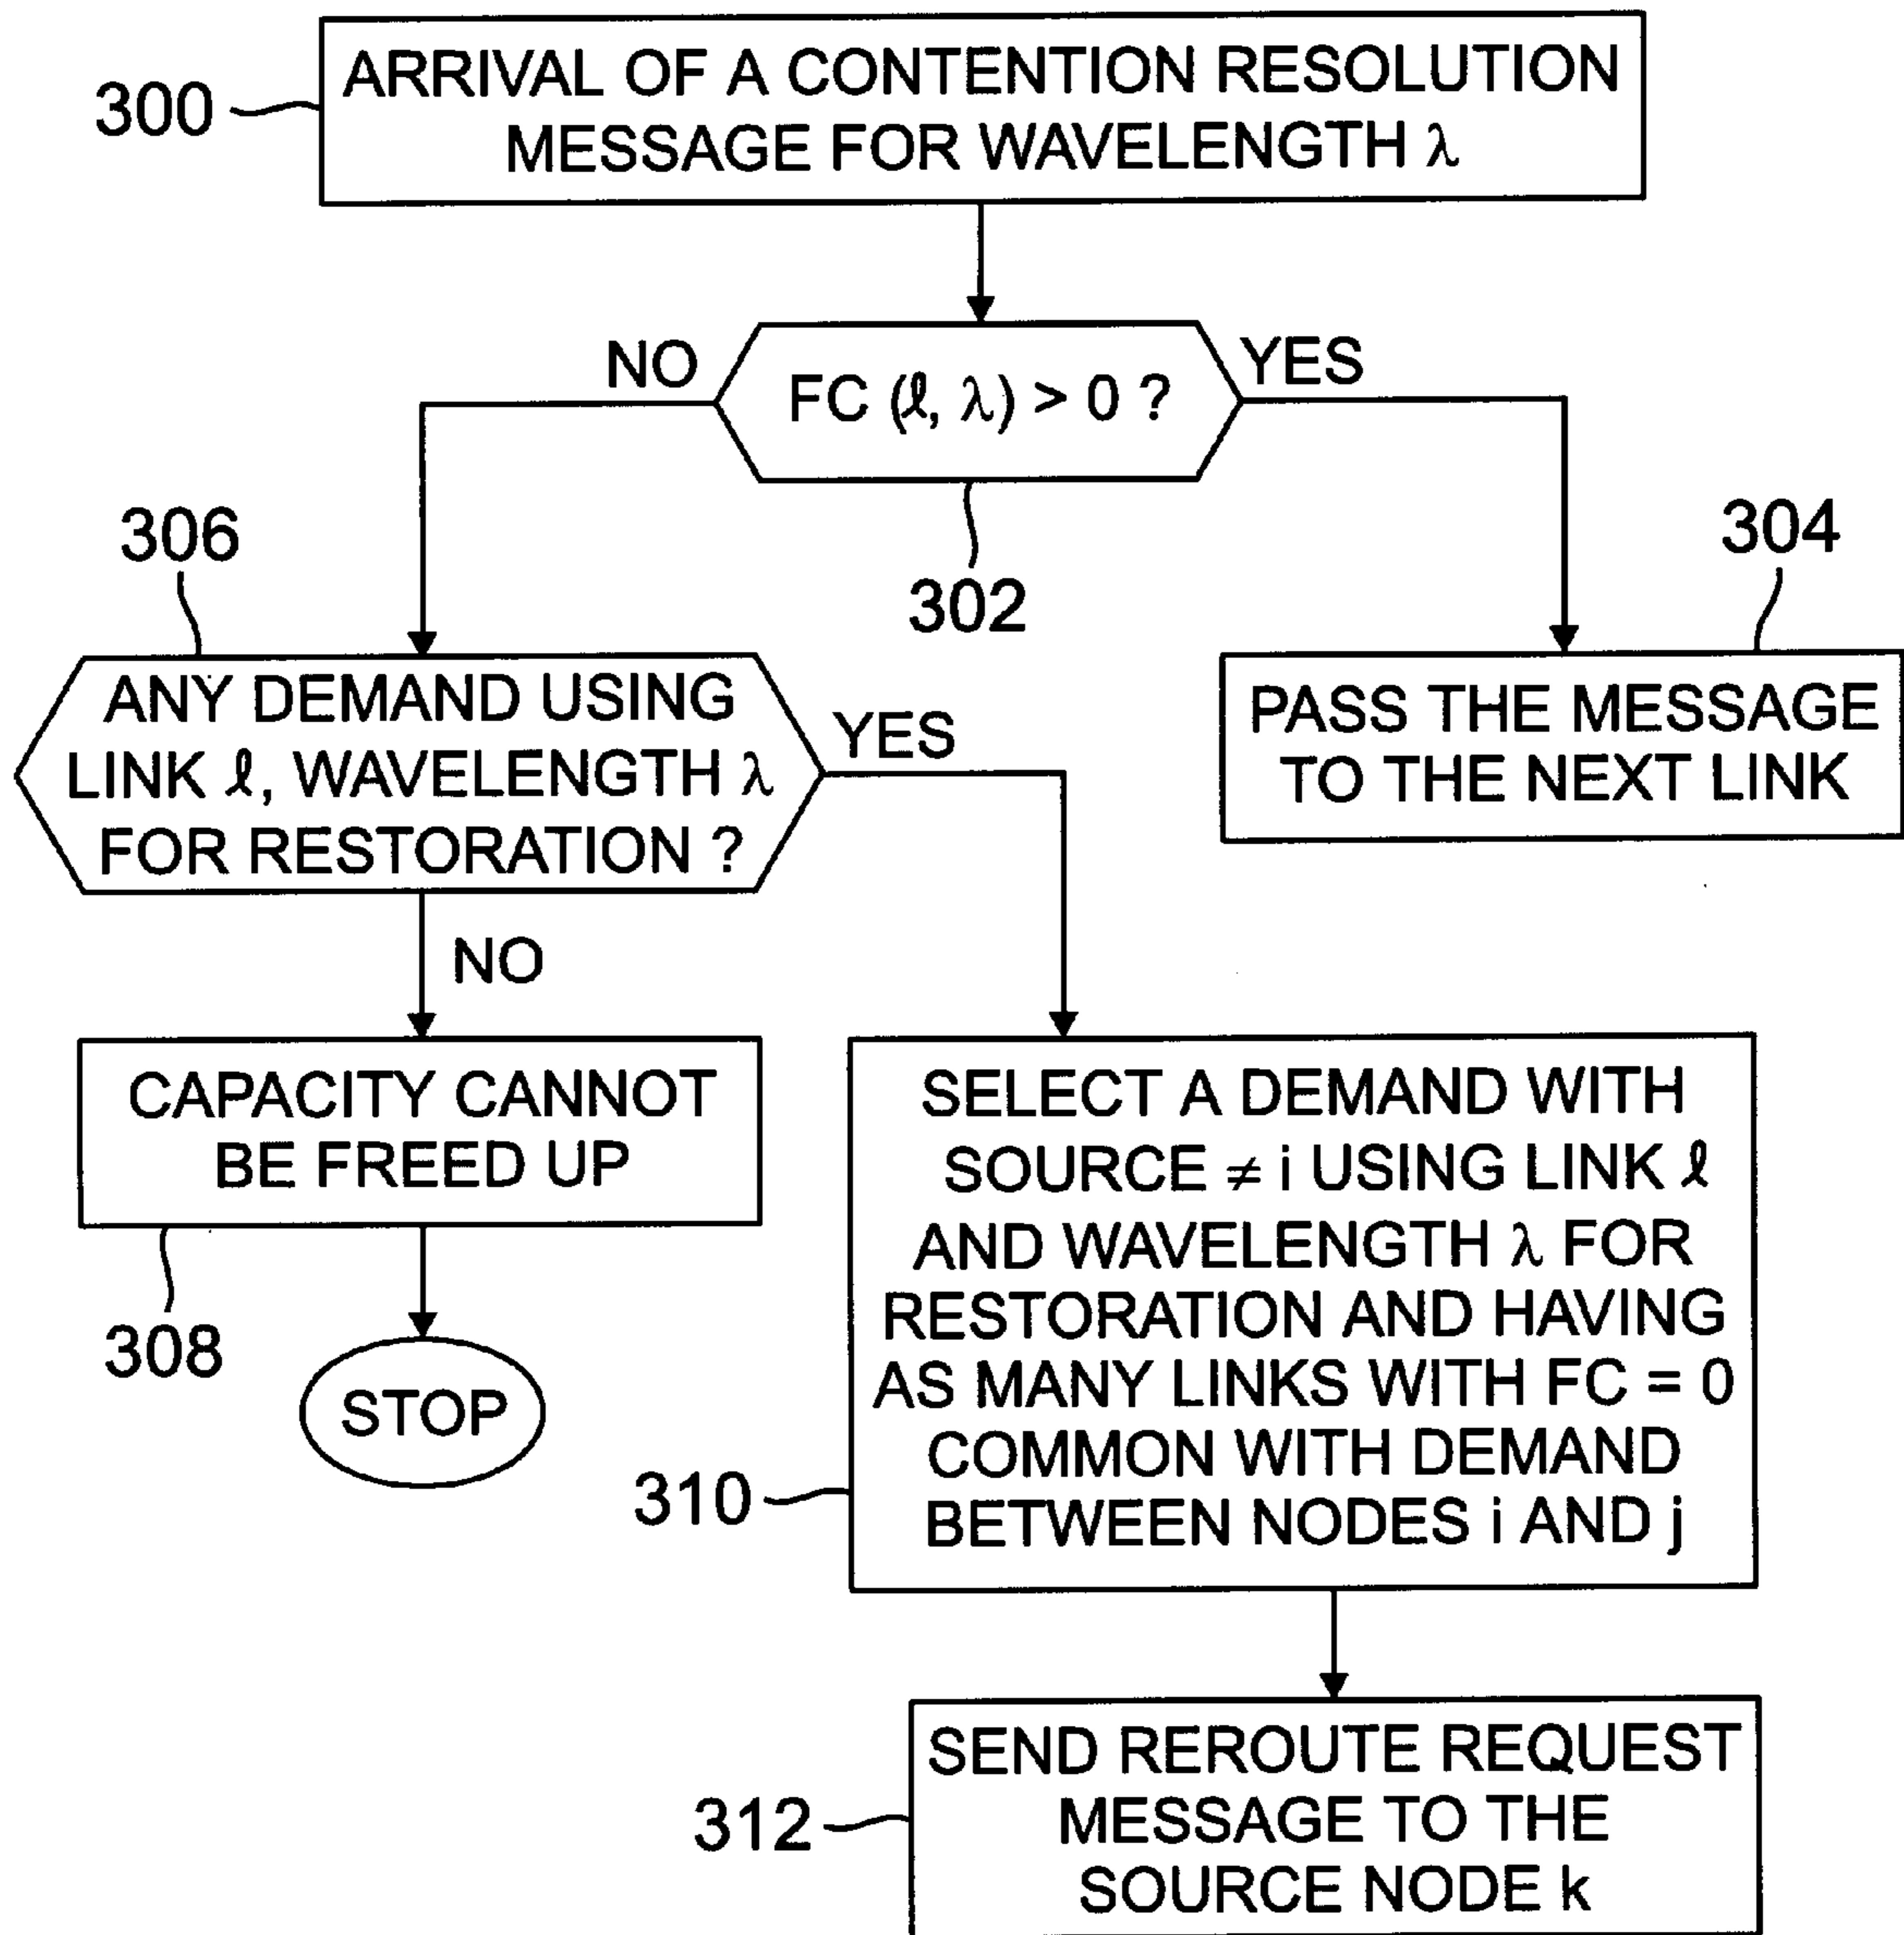 300
ARRIVAL OF A CONTENTION RESOLUTION
MESSAGE FOR WAVELENGTH λ
NO
FC (ℓ, λ) > 0 ?
YES
302
306
304
ANY DEMAND USING
LINK ℓ, WAVELENGTH λ
FOR RESTORATION ?
YES
PASS THE MESSAGE
TO THE NEXT LINK
NO
CAPACITY CANNOT
BE FREED UP
308
STOP
SELECT A DEMAND WITH
SOURCE ≠ i USING LINK ℓ
AND WAVELENGTH λ FOR
RESTORATION AND HAVING
AS MANY LINKS WITH FC = 0
COMMON WITH DEMAND
BETWEEN NODES i AND j
310
SEND REROUTE REQUEST
MESSAGE TO THE
SOURCE NODE k
312